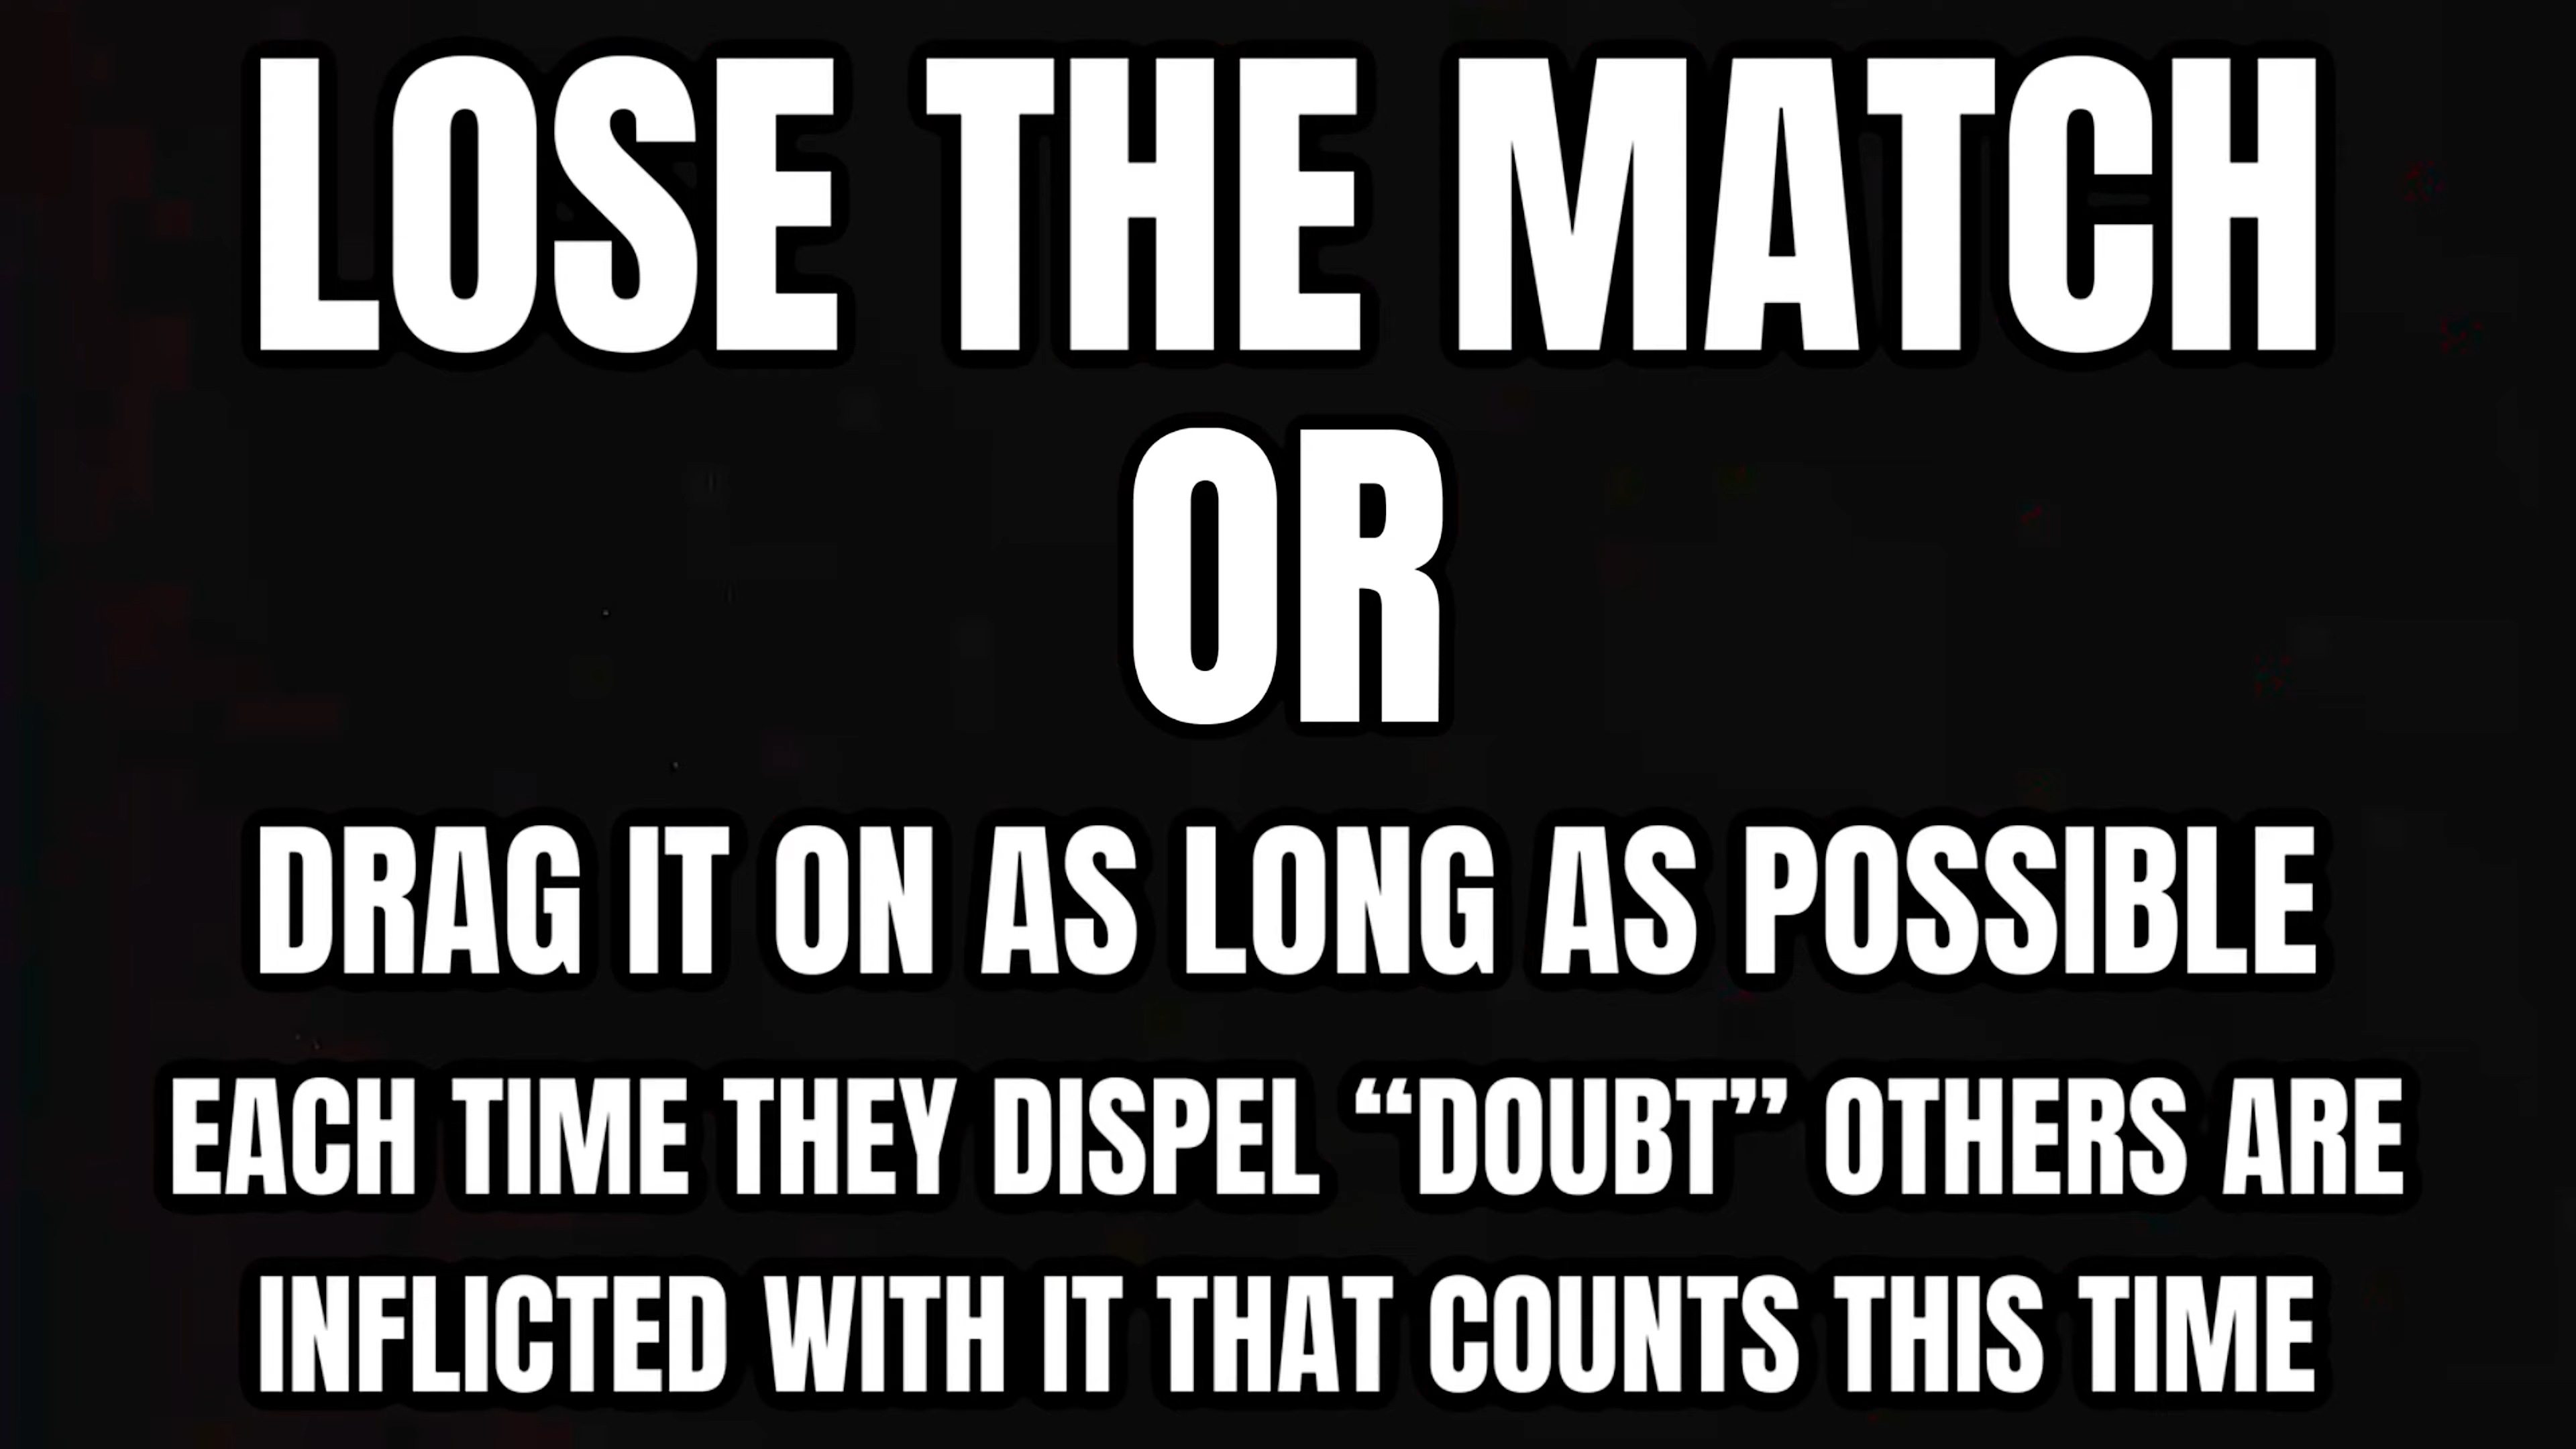 LOSE THE MATCH
OR
DRAG IT ON AS LONG AS POSSIBLE
EACH TIME THEY DISPEL “DOUBT” OTHERS ARE
INFLICTED WITH IT THAT COUNTS THIS TIME